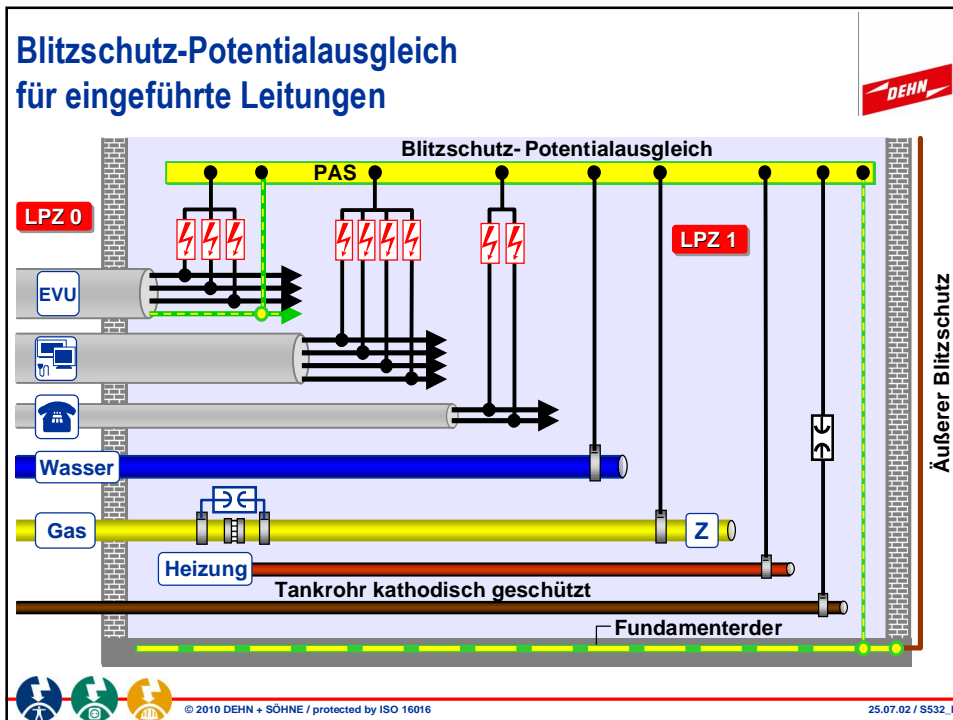 Blitzschutz-Potentialausgleich
für eingeführte Leitungen
DEHN
Blitzschutz- Potentialausgleich
PAS
LPZ 0
LPZ 1
EVU
Äußerer Blitzschutz
Wasser
Gas
Z
Heizung
Tankrohr kathodisch geschützt
Fundamenterder
© 2010 DEHN + SÖHNE / protected by ISO 16016
25.07.02 / S532_